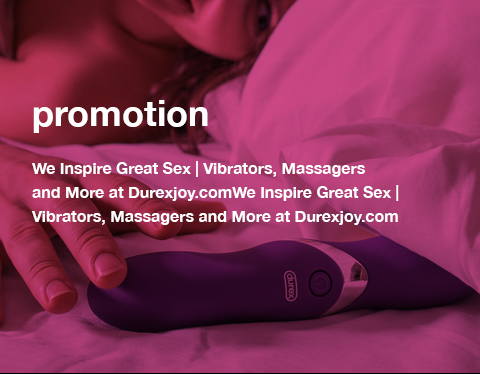 promotion
We Inspire Great Sex | Vibrators, Massagers
and More at Durexjoy.comWe Inspire Great Sex |
Vibrators, Massagers and More at Durexjoy.com
durex